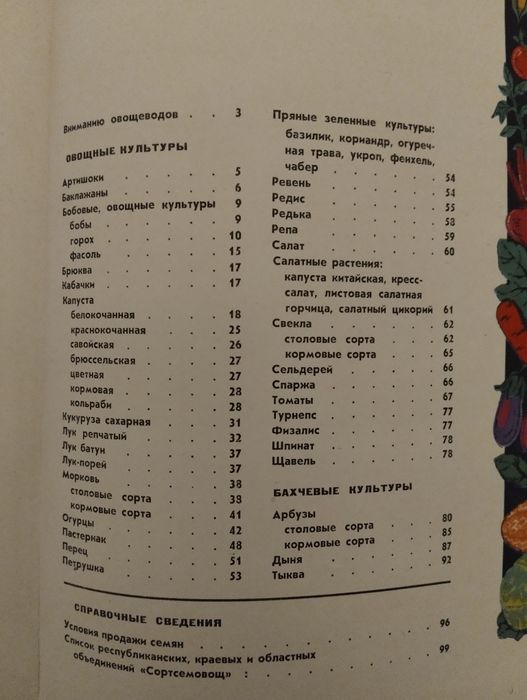 Вниманию овощеводов . . 3
ОВОЩНЫЕ КУЛЬТУРЫ
Артишоки . . . . . 5
Баклажаны . . . . . 6
Бобовые, овощные культуры 9
бобы . . . . . . 9
горох . . . . . . 10
фасоль . . . . . 15
Брюква . . . . . . 17
Кабачки . . . . . . 17
Капуста
белокочанная . . . . 18
краснокочанная . . . 25
савойская . . . . . 26
брюссельская . . . . 27
цветная . . . . . 27
кормовая . . . . . 28
кольраби . . . . . 28
Кукуруза сахарная . . . 31
Лук репчатый . . . . 32
Лук батун . . . . . 37
Лук-порей . . . . . 37
Морковь . . . . . . 38
столовые сорта . . . 38
кормовые сорта . . . 41
Огурцы . . . . . . 42
Пастернак . . . . . 48
Перец . . . . . . 51
Петрушка . . . . . 53
Пряные зеленные культуры:
базилик, кориандр, огуреч-
ная трава, укроп, фенхель,
чабер . . . . . . 54
Ревень . . . . . . 54
Редис . . . . . . 55
Редька . . . . . . 58
Репа . . . . . . 59
Салат . . . . . . 60
Салатные растения:
капуста китайская, кресс-
салат, листовая салатная
горчица, салатный цикорий 61
Свекла . . . . . . 62
столовые сорта . . . 62
кормовые сорта . . . 65
Сельдерей . . . . . 66
Спаржа . . . . . . 66
Томаты . . . . . . 67
Турнепс . . . . . . 77
Физалис . . . . . . 77
Шпинат . . . . . . 78
Щавель . . . . . . 78
БАХЧЕВЫЕ КУЛЬТУРЫ
Арбузы
столовые сорта . . . 80
кормовые сорта . . . 85
Дыня . . . . . . 87
Тыква . . . . . . 92
СПРАВОЧНЫЕ СВЕДЕНИЯ
Условия продажи семян . . . . . . . . 96
Список республиканских, краевых и областных
объединений «Сортсемовощ» : . . . . . . . 99